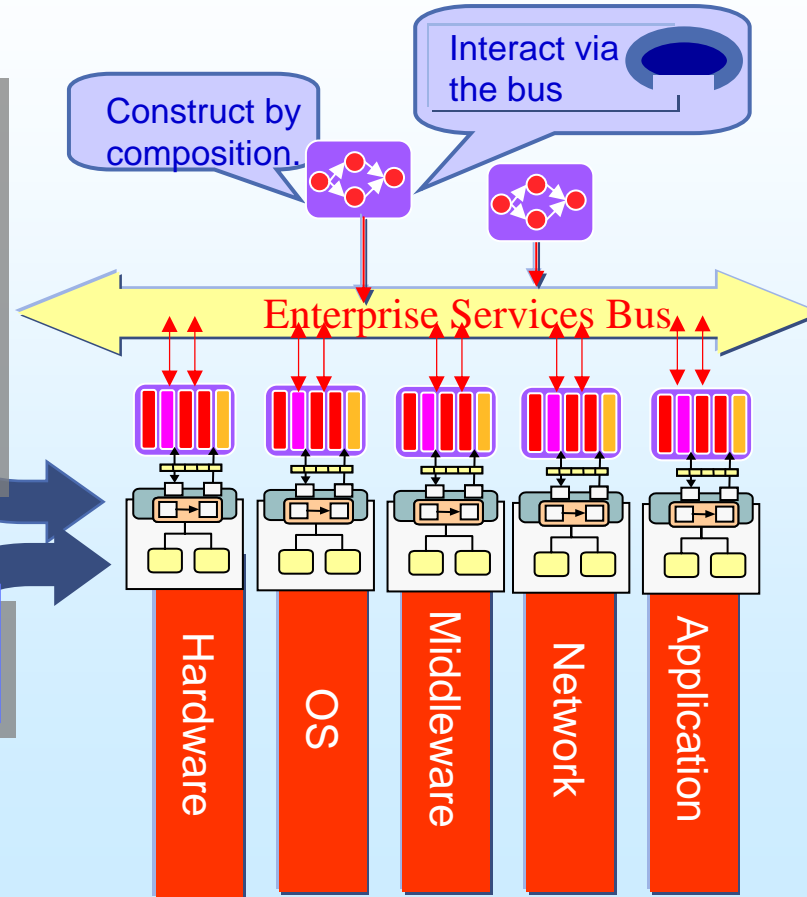 Interact via
the bus
Construct by
composition.
Enterprise Services Bus
Hardware
OS
Middleware
Network
Application